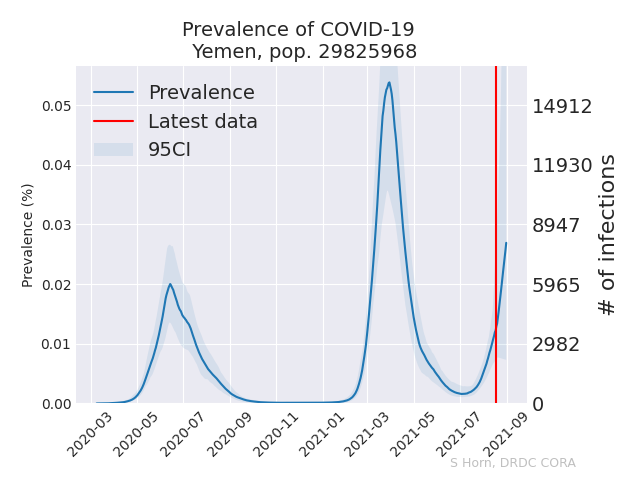 Prevalence of COVID-19
Yemen, pop. 29825968
Prevalence
Latest data
95CI
Prevalence (%)
0.05
0.04
0.03
0.02
0.01
0.00
14912
11930
8947
5965
2982
0
# of infections
2020-03
2020-05
2020-07
2020-09
2020-11
2021-01
2021-03
2021-05
2021-07
2021-09
S Horn, DRDC CORA